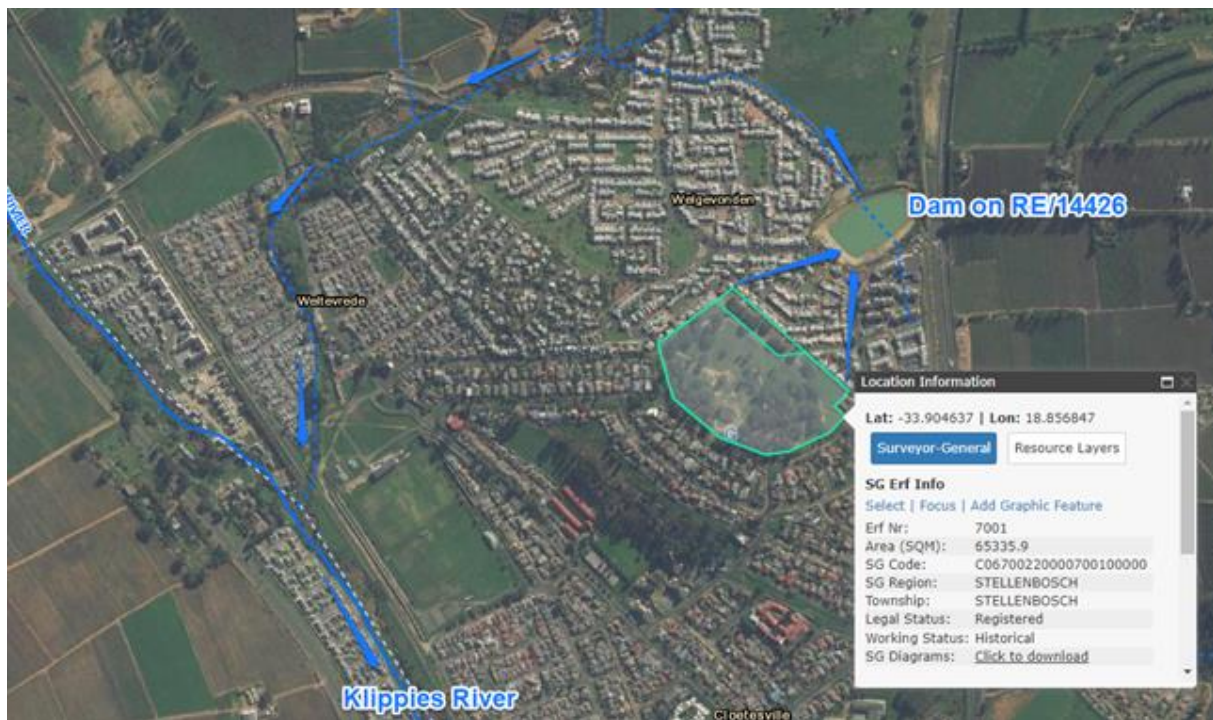 Welgevonden
Dam on RE/14426
RIVIER
Weltevrede
Location Information
Lat: -33.904637 | Lon: 18.856847
Surveyor-General Resource Layers
SG Erf Info
Select | Focus | Add Graphic Feature
Erf Nr: 7001
Area (SQM): 65335.9
SG Code: C06700220000700100000
SG Region: STELLENBOSCH
Township: STELLENBOSCH
Legal Status: Registered
Working Status: Historical
SG Diagrams: Click to download
Klippies River
Cloetesville